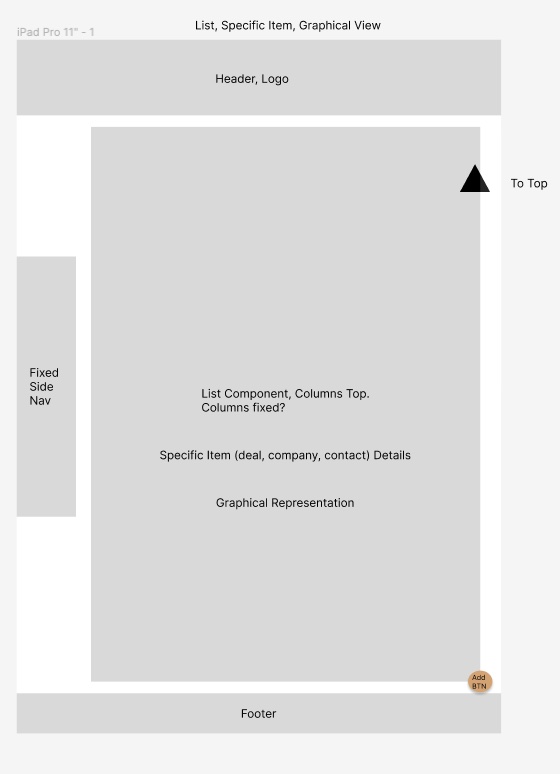 List, Specific Item, Graphical View
iPad Pro 11" - 1
Header, Logo
To Top
Fixed
Side
Nav
List Component, Columns Top.
Columns fixed?
Specific Item (deal, company, contact) Details
Graphical Representation
Add
BTN
Footer